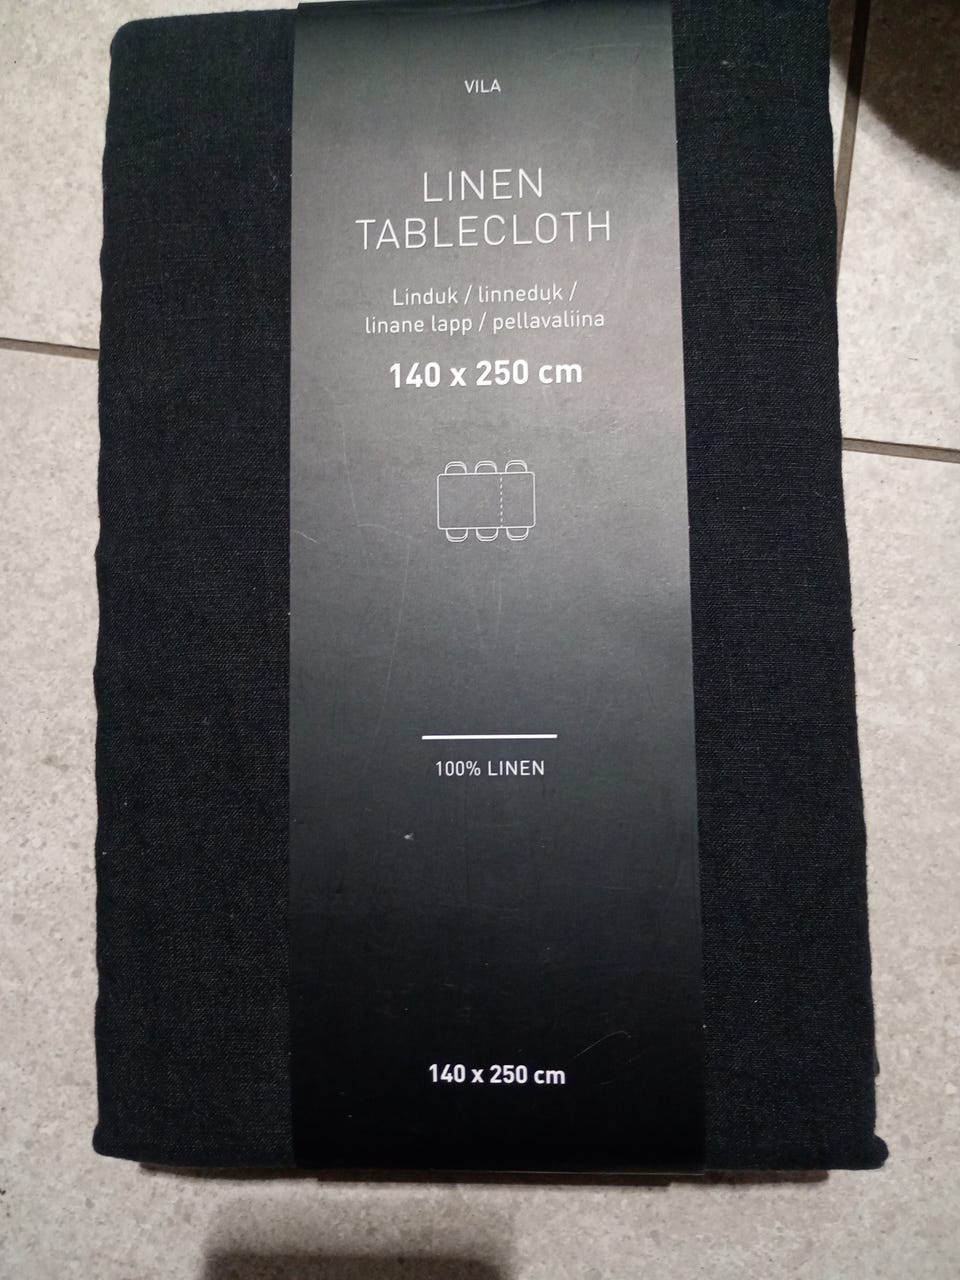 VILA
LINEN
TABLECLOTH
Linduk / linneduk /
linane lapp / pellavaliina
140 x 250 cm
100% LINEN
140 x 250 cm